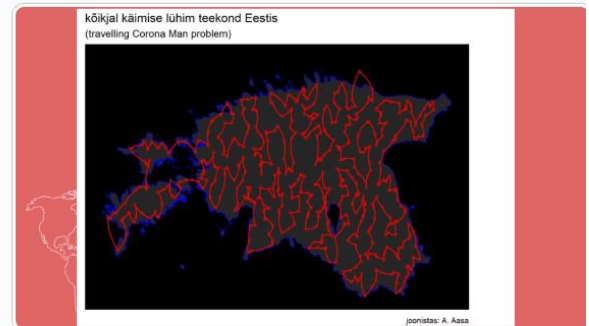 kõikjal käimise lühim teekond Eestis
(travelling Corona Man problem)
joonistas: A. Aasa